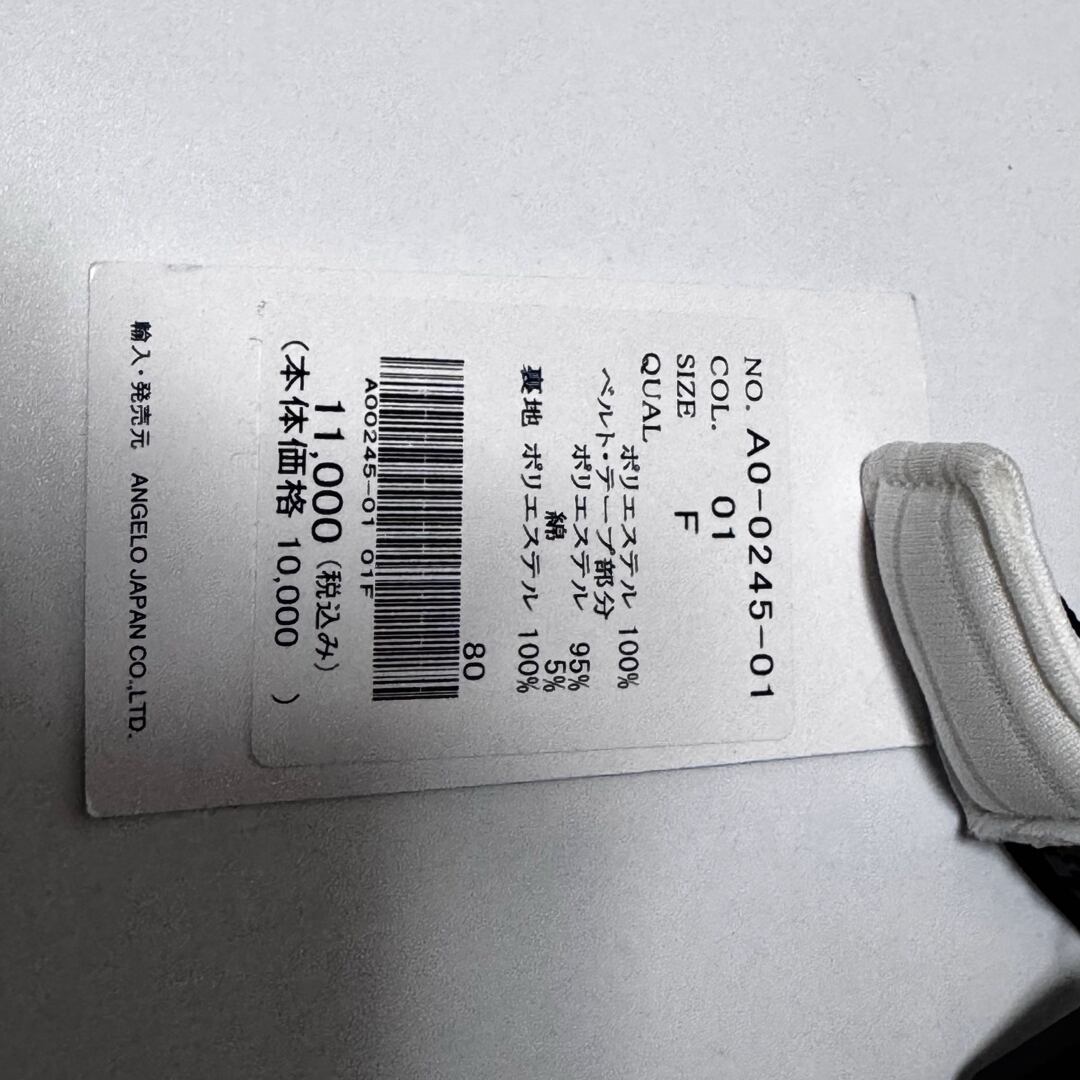 NO. A0-0245-01
COL. 01
SIZE F
QUAL
ポリエステル 100%
ベルト・テープ部分
ポリエステル 95%
綿 5%
裏地 ポリエステル 100%
80
A00245-01 01F
11,000 (税込み)
(本体価格 10,000 )
輸入・発売元 ANGELO JAPAN CO.,LTD.